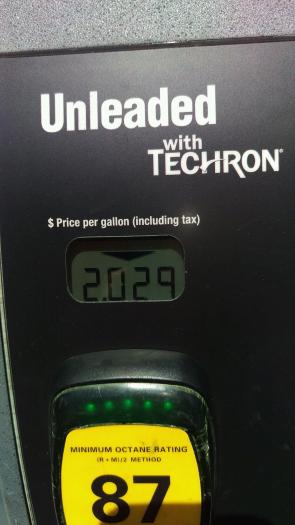 Unleaded
with
TECHRON®
$ Price per gallon (including tax)
2.029
MINIMUM OCTANE RATING
(R + M)/2 METHOD
87